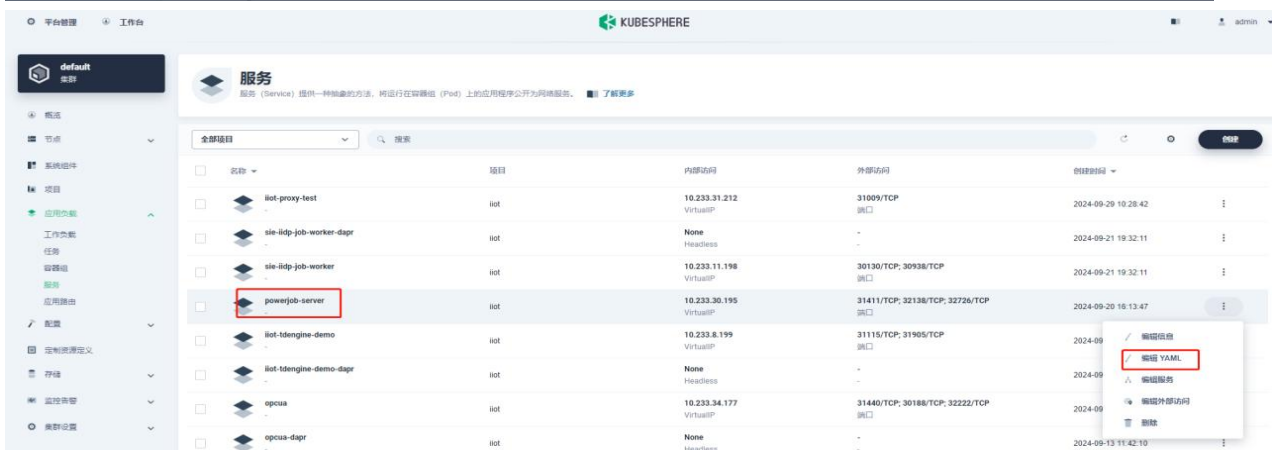 平台管理 工作台 KUBESPHERE admin
default
集群
服务
服务（Service）提供一种抽象的方法，将运行在容器组（Pod）上的应用程序公开为网络服务。 了解更多
概览
节点
系统组件
项目
应用负载
工作负载
任务
容器组
服务
应用路由
配置
定制资源定义
存储
监控告警
集群设置
全部项目 搜索 创建
名称 项目 内部访问 外部访问 创建时间
iiot-proxy-test iiot 10.233.31.212 31009/TCP 2024-09-29 10:28:42
- VirtualIP 端口
sie-iidp-job-worker-dapr iiot None - 2024-09-21 19:32:11
- Headless -
sie-iidp-job-worker iiot 10.233.11.198 30130/TCP; 30938/TCP 2024-09-21 19:32:11
- VirtualIP 端口
powerjob-server iiot 10.233.30.195 31411/TCP; 32138/TCP; 32726/TCP 2024-09-20 16:13:47
- VirtualIP 端口
iiot-tdengine-demo iiot 10.233.8.199 31115/TCP; 31905/TCP 2024-09
- VirtualIP 端口
iiot-tdengine-demo-dapr iiot None - 2024-09
- Headless -
opcua iiot 10.233.34.177 31440/TCP; 30188/TCP; 32222/TCP 2024-09
- VirtualIP 端口
opcua-dapr iiot None - 2024-09-13 11:42:10
- Headless -
编辑信息
编辑 YAML
编辑服务
编辑外部访问
删除